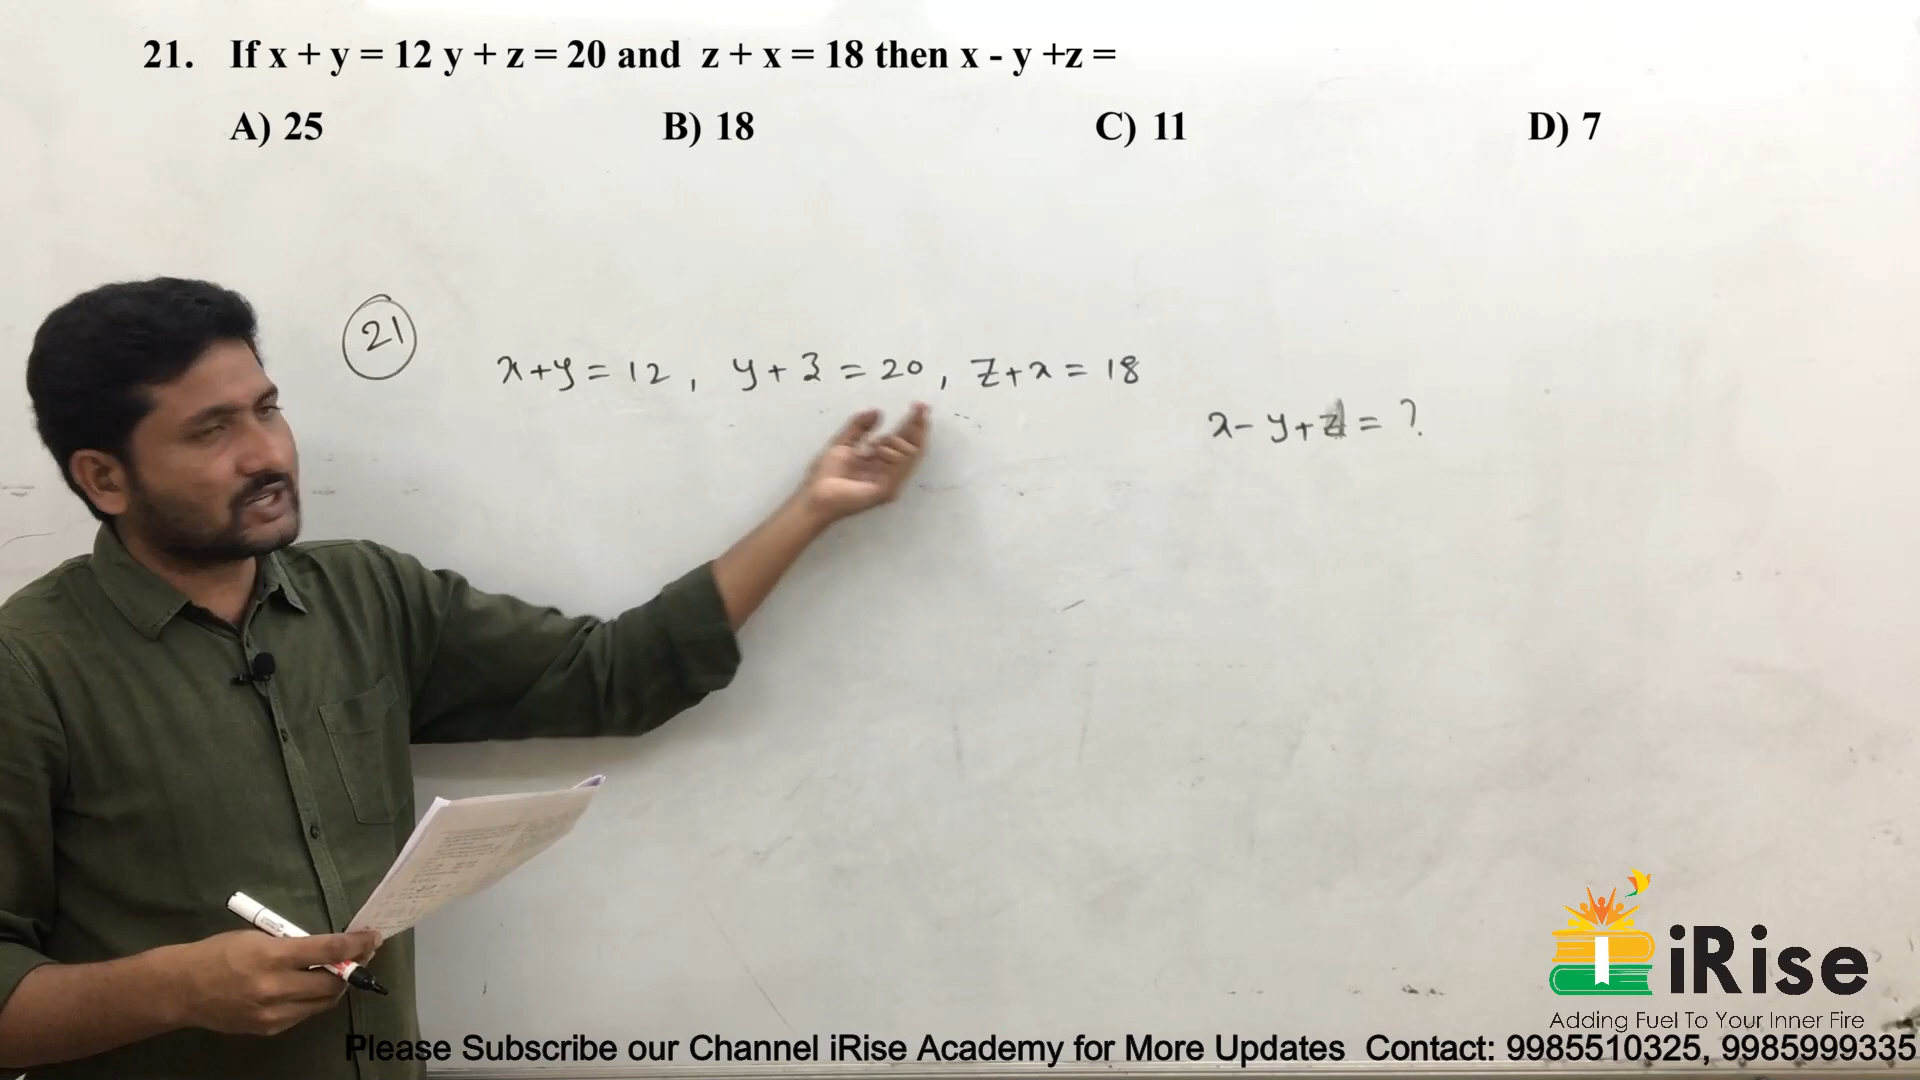 21. If x + y = 12 y + z = 20 and z + x = 18 then x - y +z =
A) 25 B) 18 C) 11 D) 7
21
x+y = 12, y+z = 20, z+x = 18
x-y+z = ?
iRise
Adding Fuel To Your Inner Fire
Please Subscribe our Channel iRise Academy for More Updates Contact: 9985510325, 9985999335